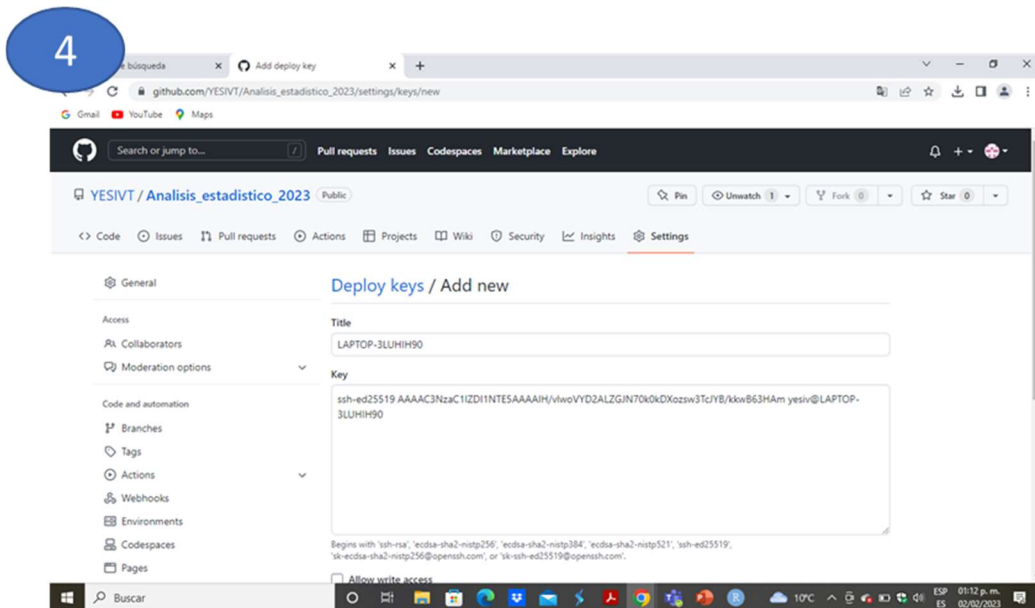 4
e búsqueda
Add deploy key
github.com/YESIVT/Analisis_estadistico_2023/settings/keys/new
Gmail YouTube Maps
Search or jump to... / Pull requests Issues Codespaces Marketplace Explore
YESIVT / Analisis_estadistico_2023 Public Pin Unwatch 1 Fork 0 Star 0
Code Issues Pull requests Actions Projects Wiki Security Insights Settings
General
Access
Collaborators
Moderation options
Code and automation
Branches
Tags
Actions
Webhooks
Environments
Codespaces
Pages
Deploy keys / Add new
Title
LAPTOP-3LUHIH90
Key
ssh-ed25519 yesiv@LAPTOP-
3LUHIH90
Begins with 'ssh-rsa', 'ecdsa-sha2-nistp256', 'ecdsa-sha2-nistp384', 'ecdsa-sha2-nistp521', 'ssh-ed25519',
'sk-ecdsa-sha2-nistp256@openssh.com', or 'sk-ssh-ed25519@openssh.com'.
Allow write access
Buscar 10°C ESP 01:12 p. m.
ES 02/02/2023